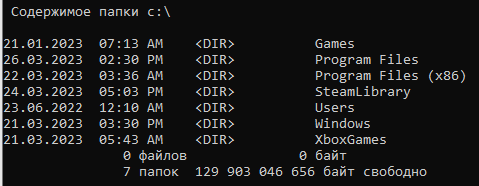 Содержимое папки c:\
21.01.2023  07:13 AM    <DIR>          Games
26.03.2023  02:30 PM    <DIR>          Program Files
22.03.2023  03:36 AM    <DIR>          Program Files (x86)
24.03.2023  05:03 PM    <DIR>          SteamLibrary
23.06.2022  12:10 AM    <DIR>          Users
21.03.2023  03:30 PM    <DIR>          Windows
21.03.2023  05:43 AM    <DIR>          XboxGames
0 файлов              0 байт
7 папок  129 903 046 656 байт свободно